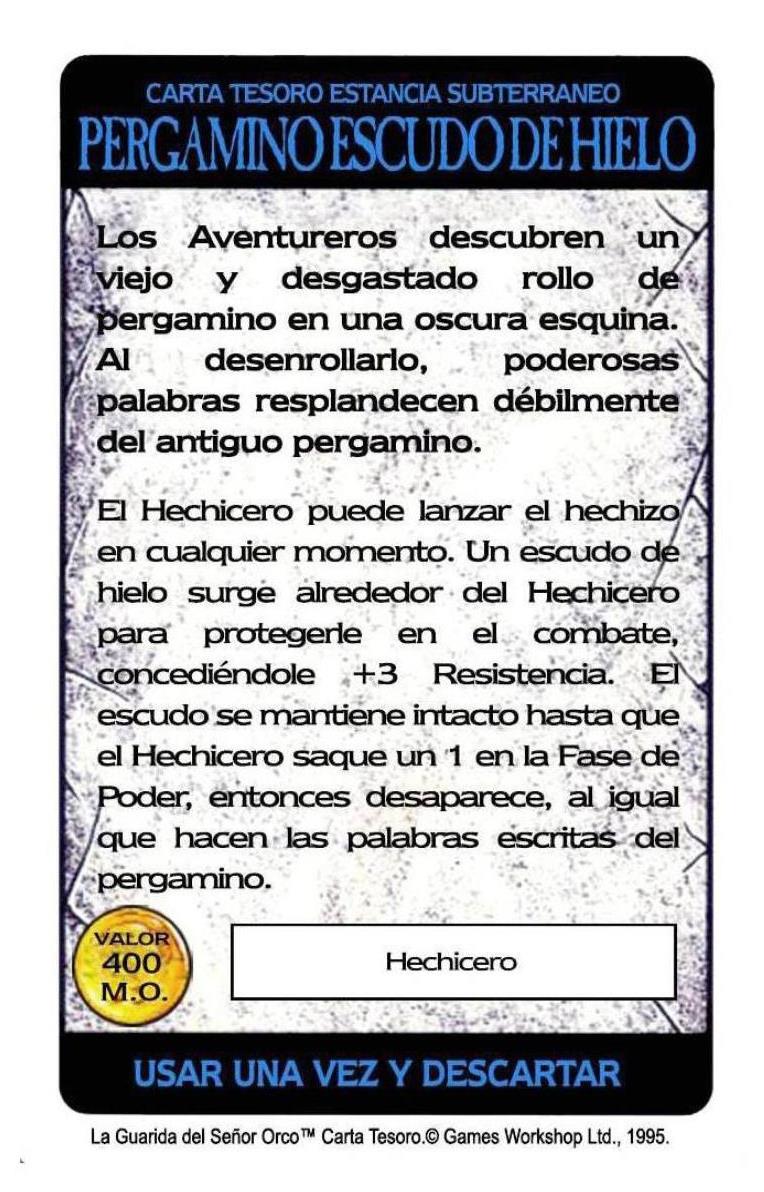 CARTA TESORO ESTANCIA SUBTERRANEO
PERGAMINO ESCUDO DE HIELO
Los Aventureros descubren un
viejo y desgastado rollo de
pergamino en una oscura esquina.
Al desenrollarlo, poderosas
palabras resplandecen débilmente
del antiguo pergamino.
El Hechicero puede lanzar el hechizo
en cualquier momento. Un escudo de
hielo surge alrededor del Hechicero
para protegerle en el combate,
concediéndole +3 Resistencia. El
escudo se mantiene intacto hasta que
el Hechicero saque un 1 en la Fase de
Poder, entonces desaparece, al igual
que hacen las palabras escritas del
pergamino.
VALOR
400
M.O.
Hechicero
USAR UNA VEZ Y DESCARTAR
La Guarida del Señor Orco™ Carta Tesoro.© Games Workshop Ltd., 1995.